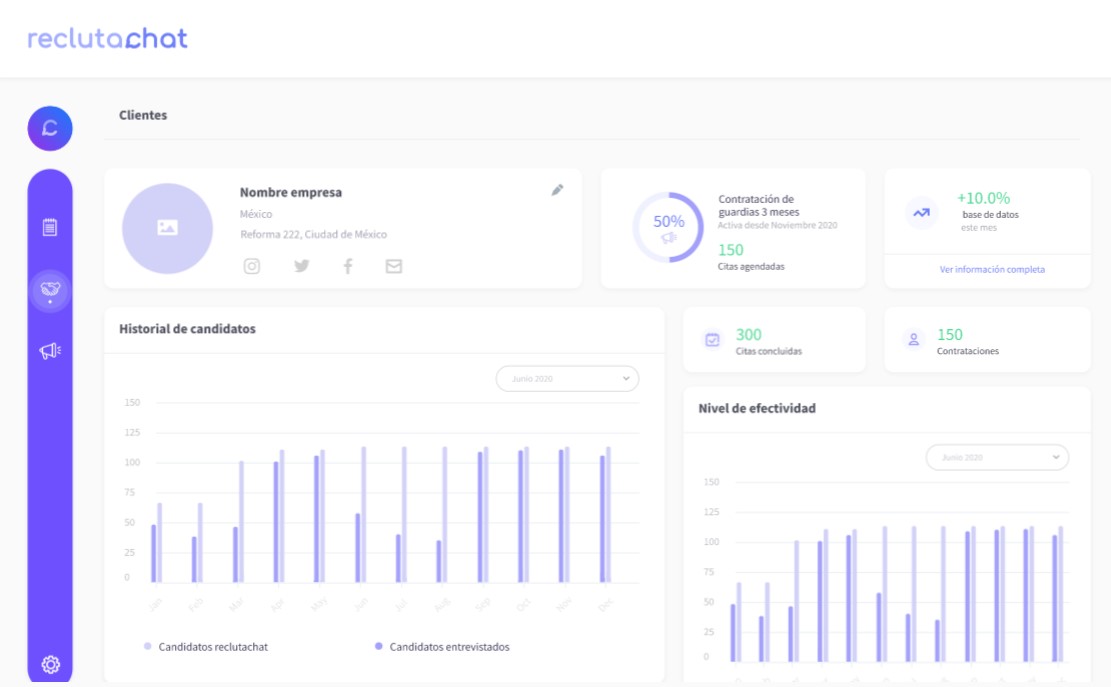 reclutachat
Clientes
Nombre empresa
México
Reforma 222, Ciudad de México
50%
Contratación de
guardias 3 meses
Activa desde Noviembre 2020
150
Citas agendadas
+10.0%
base de datos
este mes
Ver información completa
Historial de candidatos
Junio 2020
150
125
100
75
50
25
0
Jan
Feb
Mar
Apr
May
Jun
Jul
Aug
Sep
Oct
Nov
Dec
Candidatos reclutachat
Candidatos entrevistados
300
Citas concluidas
150
Contrataciones
Nivel de efectividad
Junio 2020
150
125
100
75
50
25
0